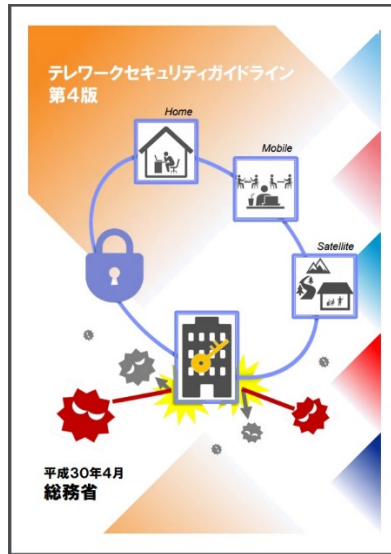 テレワークセキュリティガイドライン
第4版
Home
Mobile
Satellite
平成30年4月
総務省